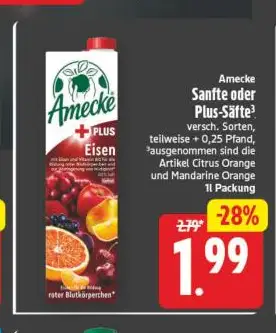 Amecke
+ PLUS
Eisen
roter Blutkörperchen*
Amecke
Sanfte oder
Plus-Säfte³
versch. Sorten,
teilweise + 0,25 Pfand,
³ausgenommen sind die
Artikel Citrus Orange
und Mandarine Orange
1l Packung
2.79* -28%
1.99